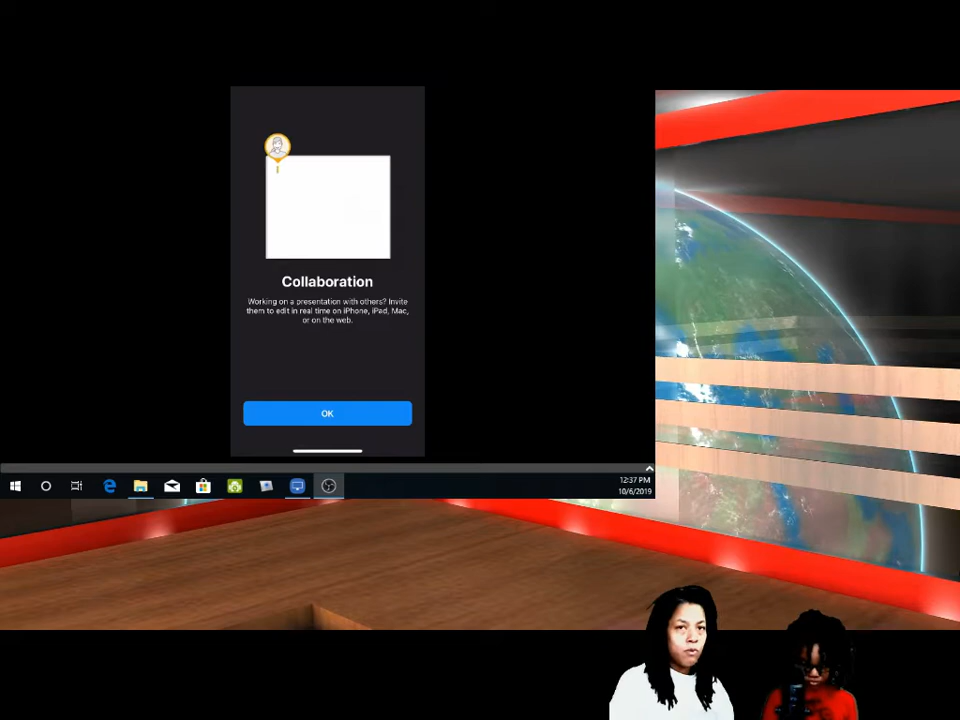 Collaboration
Working on a presentation with others? Invite
them to edit in real time on iPhone, iPad, Mac,
or on the web.
OK
12:37 PM
10/6/2019